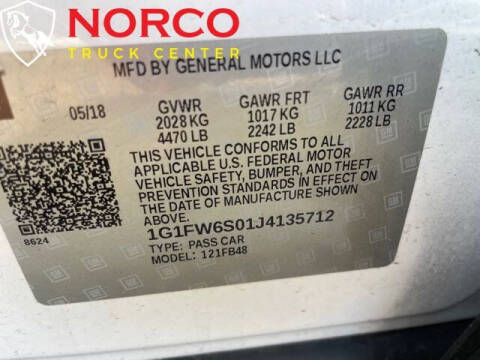 NORCO
TRUCK CENTER
MFD BY GENERAL MOTORS LLC
05/18 GVWR GAWR FRT GAWR RR
2028 KG 1017 KG 1011 KG
4470 LB 2242 LB 2228 LB
THIS VEHICLE CONFORMS TO ALL
APPLICABLE U.S. FEDERAL MOTOR
VEHICLE SAFETY, BUMPER, AND THEFT
PREVENTION STANDARDS IN EFFECT ON
THE DATE OF MANUFACTURE SHOWN
ABOVE.
8624
1G1FW6S01J4135712
TYPE: PASS CAR
MODEL: 121FB48